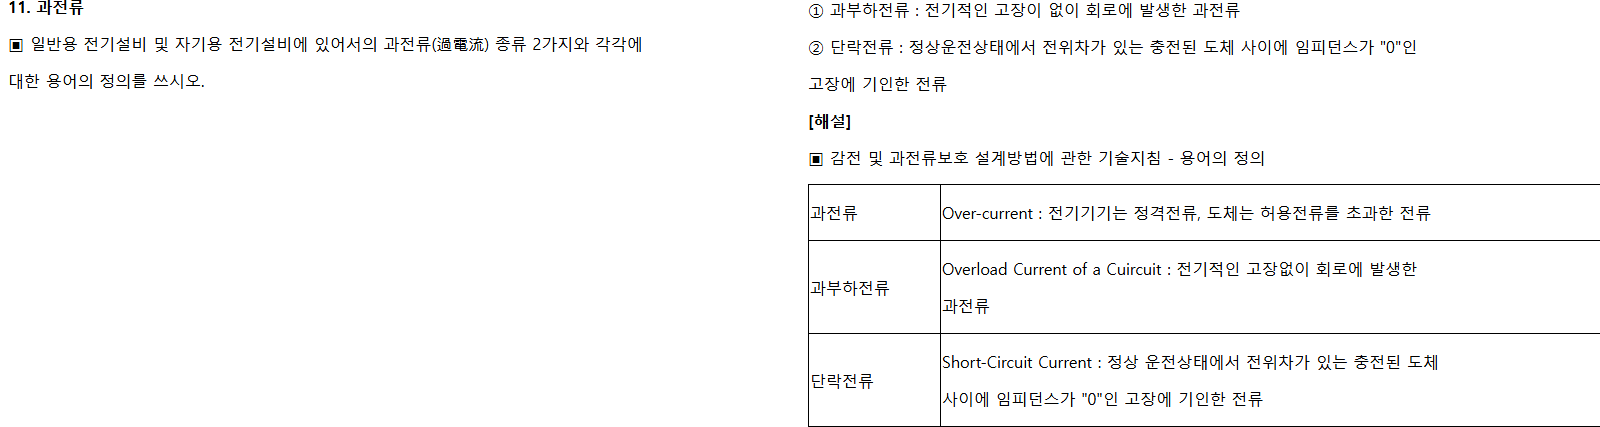 11. 과전류
▣ 일반용 전기설비 및 자기용 전기설비에 있어서의 과전류(過電流) 종류 2가지와 각각에
대한 용어의 정의를 쓰시오.
① 과부하전류 : 전기적인 고장이 없이 회로에 발생한 과전류
② 단락전류 : 정상운전상태에서 전위차가 있는 충전된 도체 사이에 임피던스가 "0"인
고장에 기인한 전류
[해설]
▣ 감전 및 과전류보호 설계방법에 관한 기술지침 - 용어의 정의
과전류
Over-current : 전기기기는 정격전류, 도체는 허용전류를 초과한 전류
과부하전류
Overload Current of a Cuircuit : 전기적인 고장없이 회로에 발생한
과전류
단락전류
Short-Circuit Current : 정상 운전상태에서 전위차가 있는 충전된 도체
사이에 임피던스가 "0"인 고장에 기인한 전류